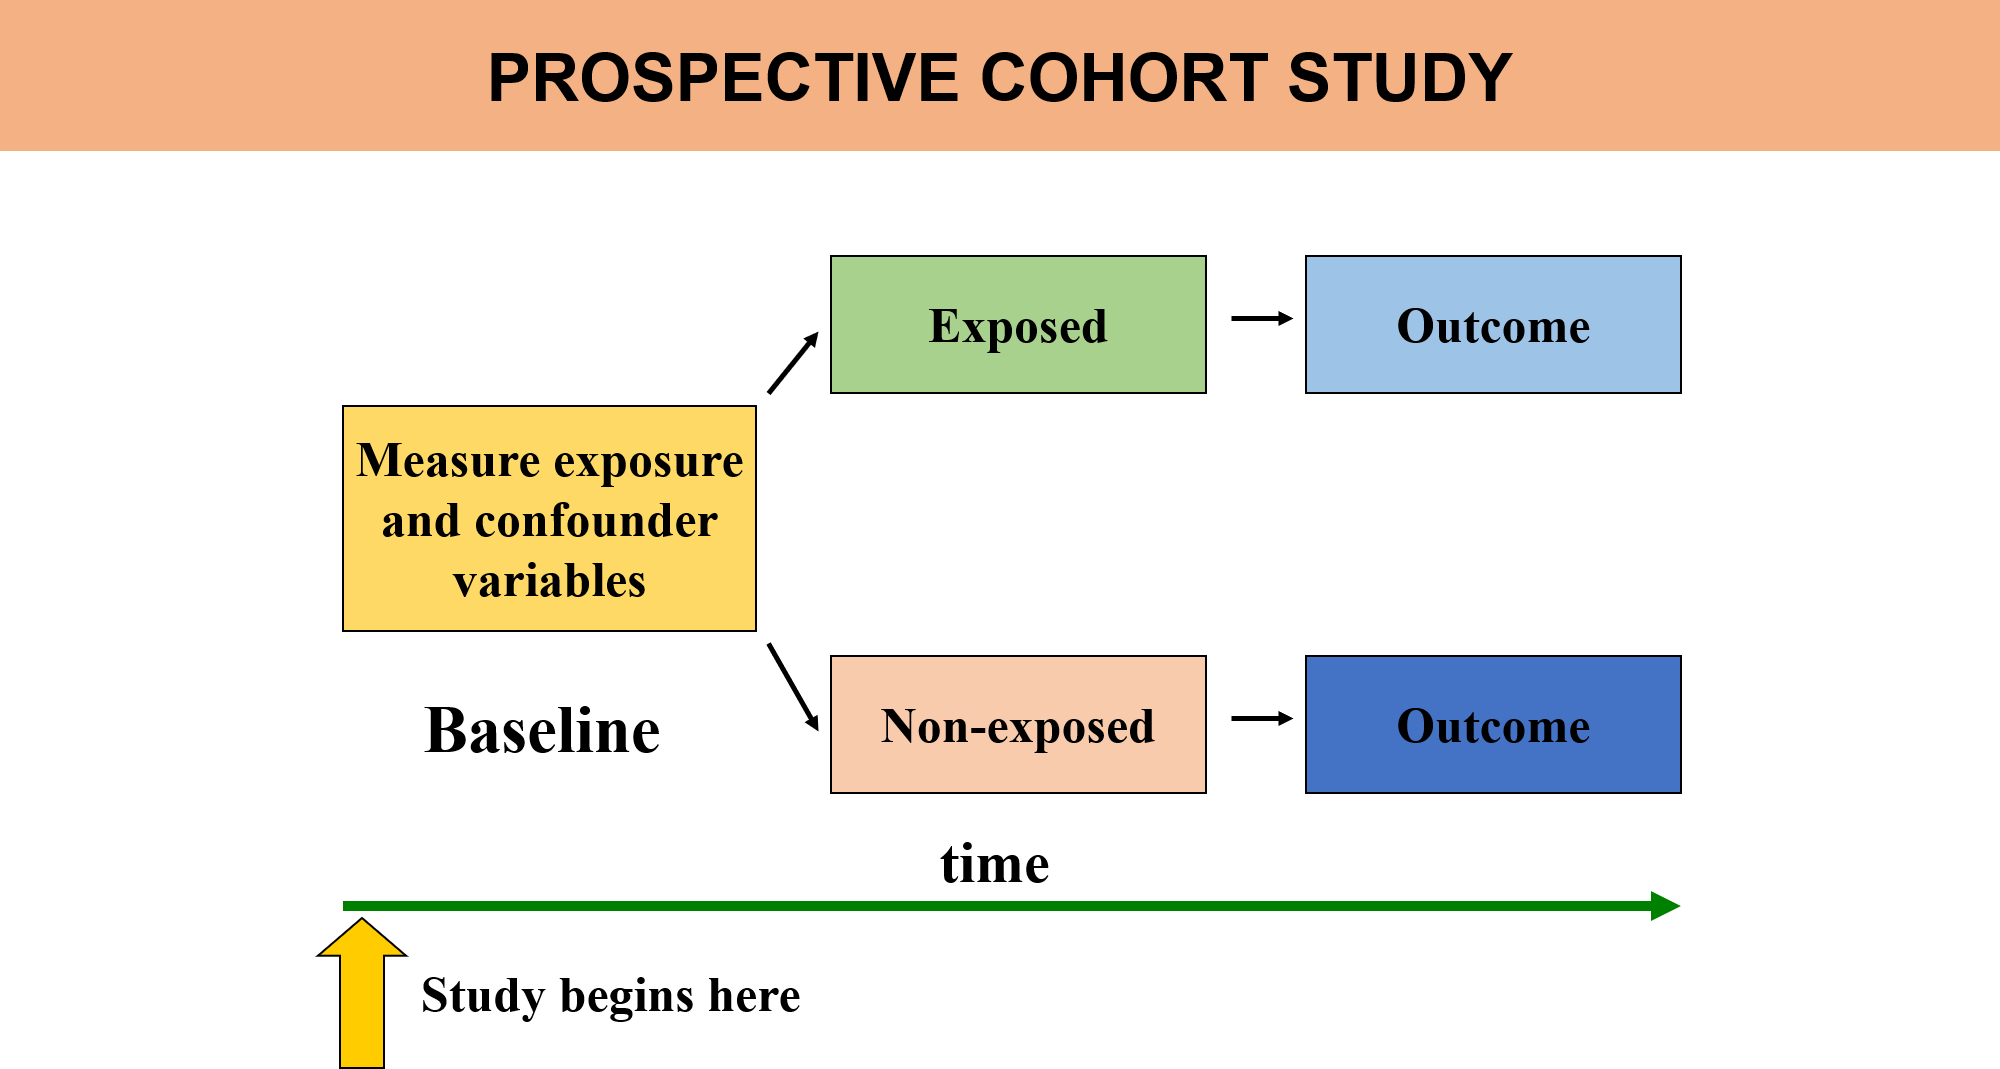 PROSPECTIVE COHORT STUDY
Exposed
Outcome
Measure exposure
and confounder
variables
Baseline
Non-exposed
Outcome
time
Study begins here